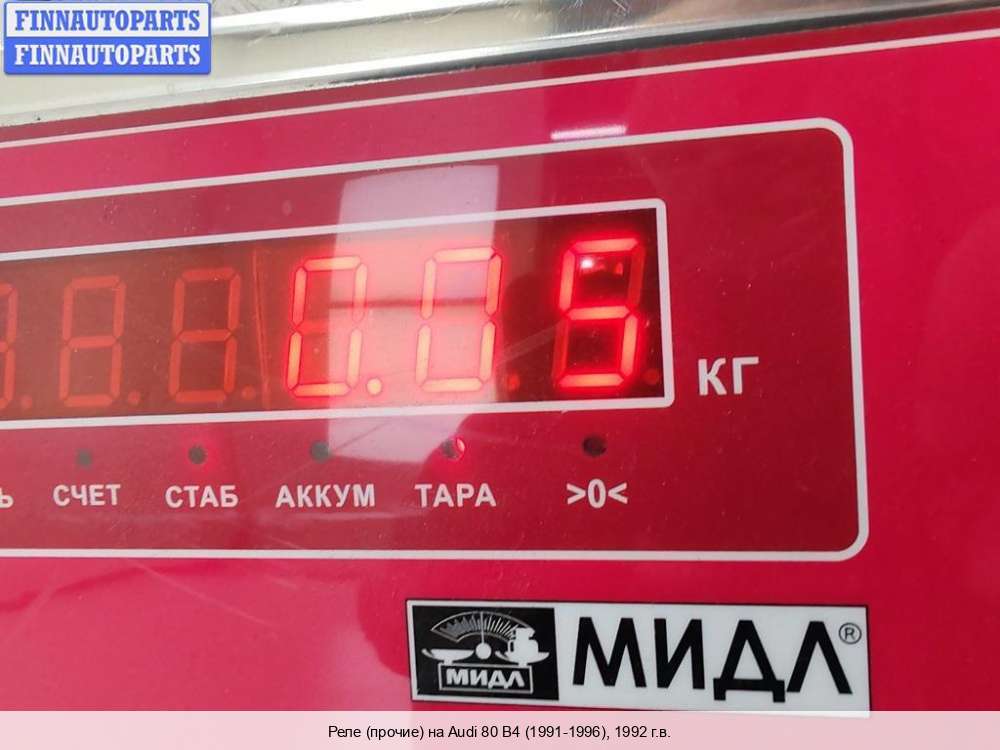 FINNAUTOPARTS
FINNAUTOPARTS
0.05
КГ
Ь СЧЕТ СТАБ АККУМ ТАРА >0<
МИДЛ
МИДЛ®
Реле (прочие) на Audi 80 B4 (1991-1996), 1992 г.в.